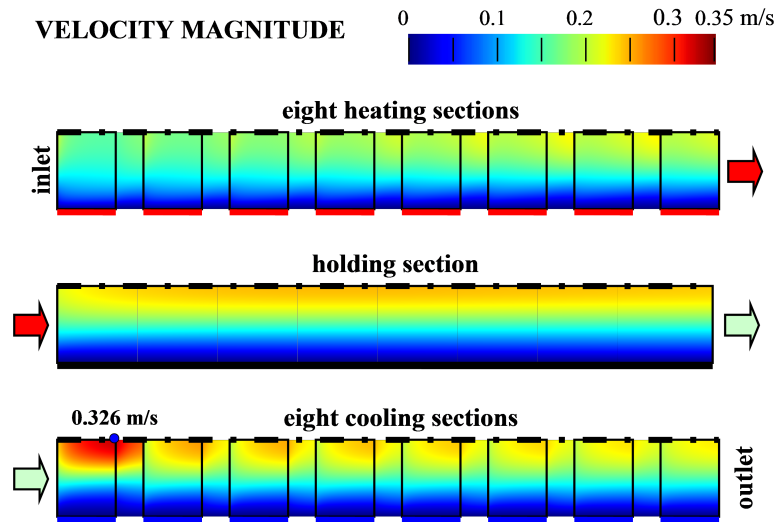 VELOCITY MAGNITUDE
0 0.1 0.2 0.3 0.35 m/s
eight heating sections
inlet
holding section
0.326 m/s
eight cooling sections
outlet